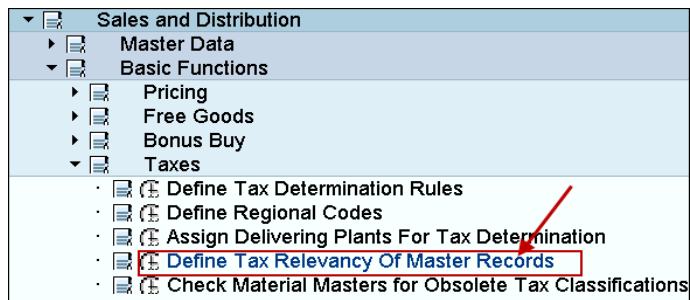 Sales and Distribution
Master Data
Basic Functions
Pricing
Free Goods
Bonus Buy
Taxes
Define Tax Determination Rules
Define Regional Codes
Assign Delivering Plants For Tax Determination
Define Tax Relevancy Of Master Records
Check Material Masters for Obsolete Tax Classifications